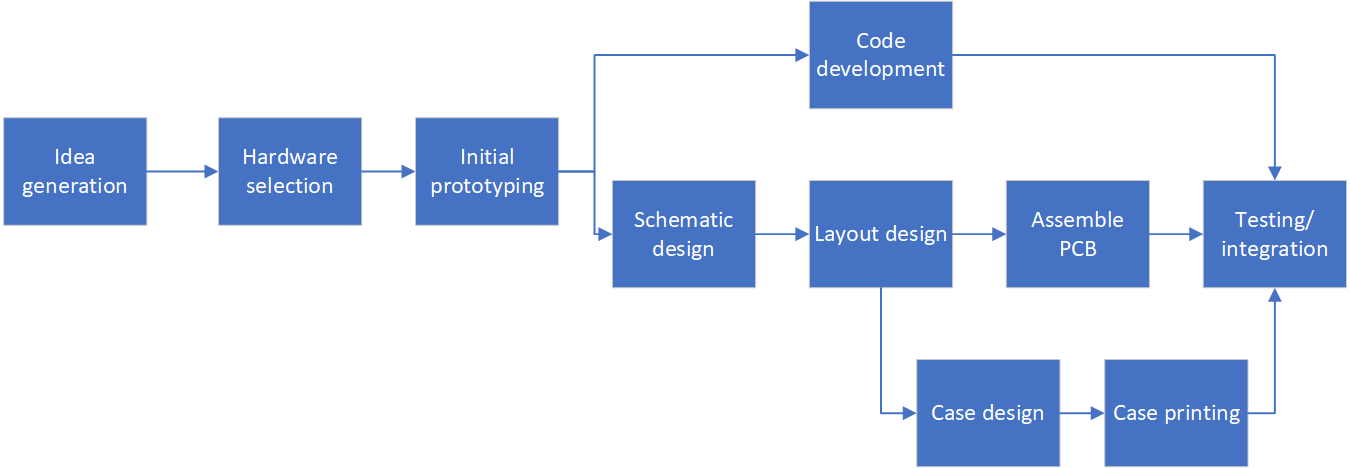 Code
development
Idea
generation
Hardware
selection
Initial
prototyping
Schematic
design
Layout design
Assemble
PCB
Testing/
integration
Case design
Case printing